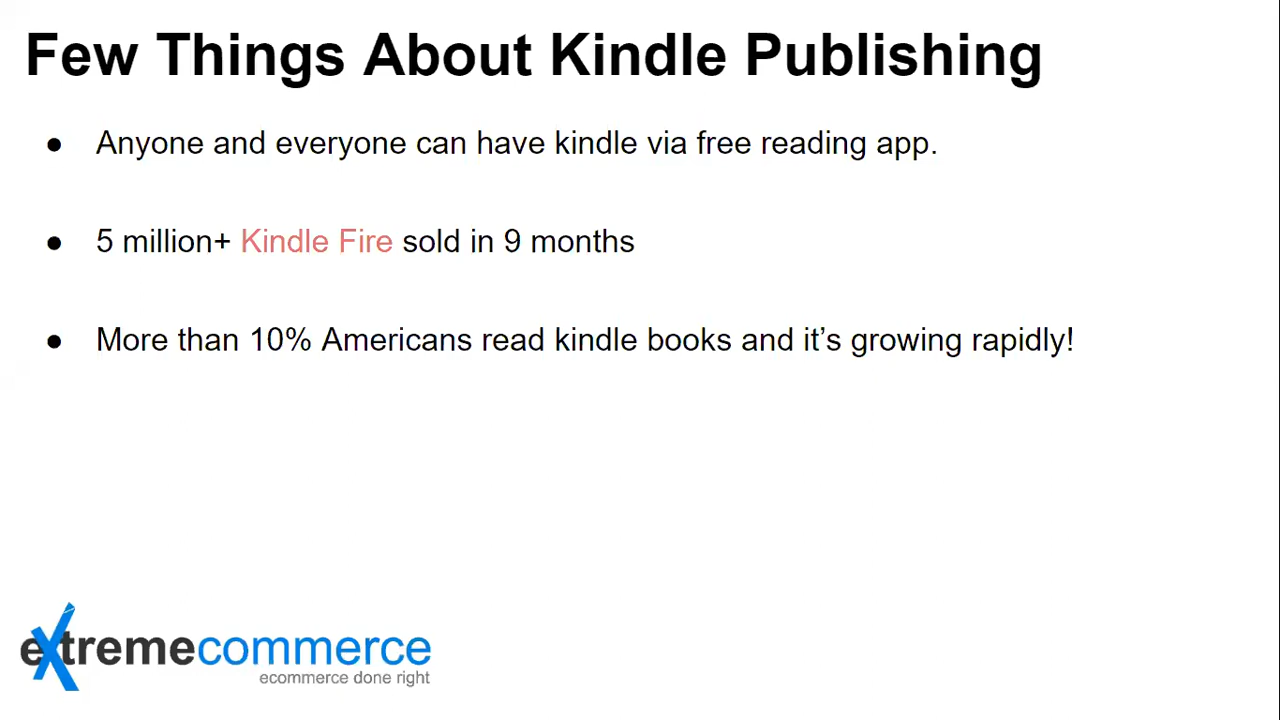 Few Things About Kindle Publishing
● Anyone and everyone can have kindle via free reading app.
● 5 million+ Kindle Fire sold in 9 months
● More than 10% Americans read kindle books and it’s growing rapidly!
extremecommerce
ecommerce done right